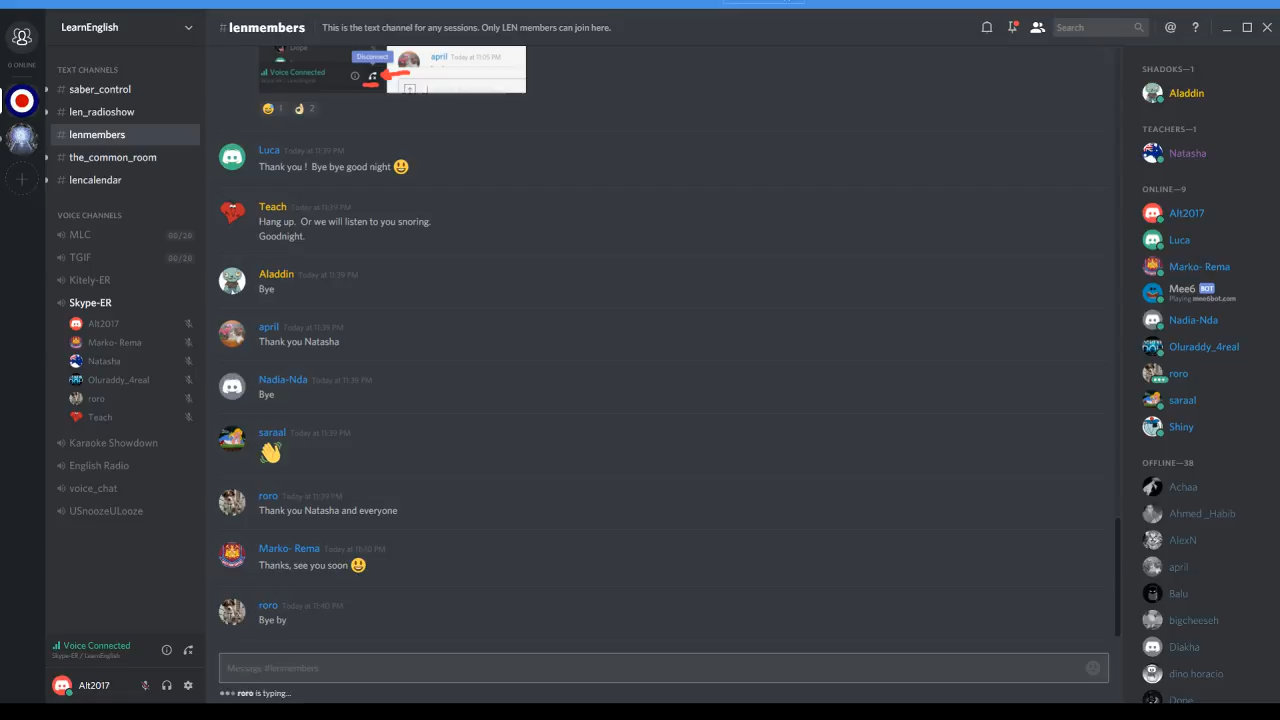 LearnEnglish
# lenmembers
This is the text channel for any sessions. Only LEN members can join here.
Search
@
?
0 ONLINE
TEXT CHANNELS
# saber_control
# len_radioshow
# lenmembers
# the_common_room
# lencalendar
VOICE CHANNELS
MLC 00/20
TGIF 00/20
Kitely-ER
Skype-ER
Alt2017
Marko- Rema
Natasha
Oluraddy_4real
roro
Teach
Karaoke Showdown
English Radio
voice_chat
USnoozeULooze
Voice Connected
Skype-ER / LearnEnglish
Alt2017
Dope
Disconnect
april Today at 11:05 PM
Voice Connected
1 2
Luca Today at 11:39 PM
Thank you ! Bye bye good night 😃
Teach Today at 11:39 PM
Hang up. Or we will listen to you snoring.
Goodnight.
Aladdin Today at 11:39 PM
Bye
april Today at 11:39 PM
Thank you Natasha
Nadia-Nda Today at 11:39 PM
Bye
saraal Today at 11:39 PM
👋
roro Today at 11:39 PM
Thank you Natasha and everyone
Marko- Rema Today at 11:40 PM
Thanks, see you soon 😃
roro Today at 11:40 PM
Bye by
Message #lenmembers
roro is typing...
SHADOKS—1
Aladdin
TEACHERS—1
Natasha
ONLINE—9
Alt2017
Luca
Marko- Rema
Mee6 BOT
Playing mee6bot.com
Nadia-Nda
Oluraddy_4real
roro
saraal
Shiny
OFFLINE—38
Achaa
Ahmed _Habib
AlexN
april
Balu
bigcheeseh
Diakha
dino horacio
Dope